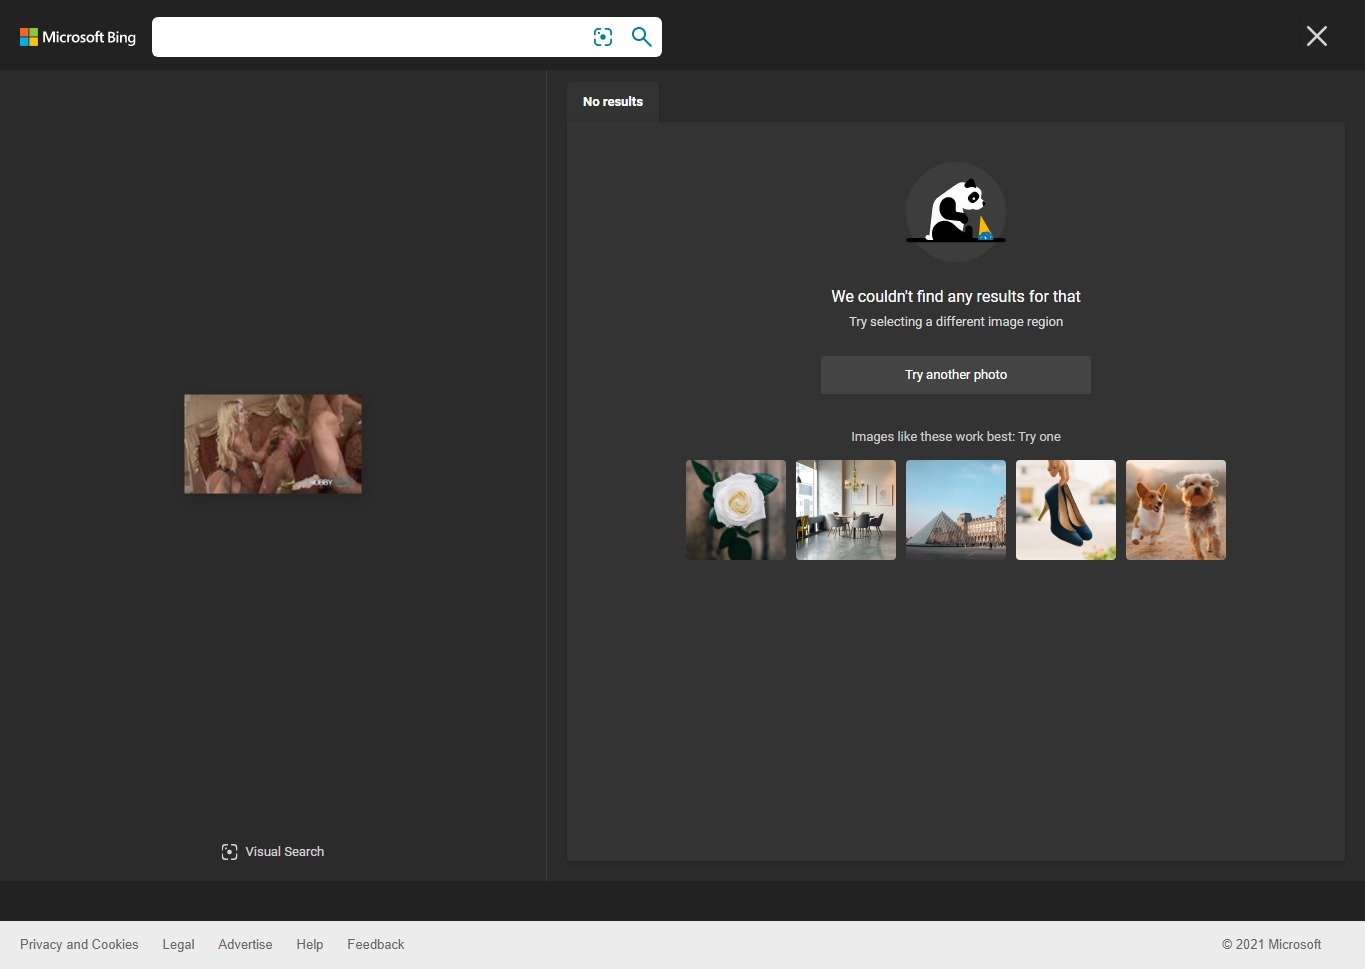 Microsoft Bing
No results
We couldn't find any results for that
Try selecting a different image region
Try another photo
Images like these work best: Try one
Visual Search
Privacy and Cookies
Legal
Advertise
Help
Feedback
© 2021 Microsoft